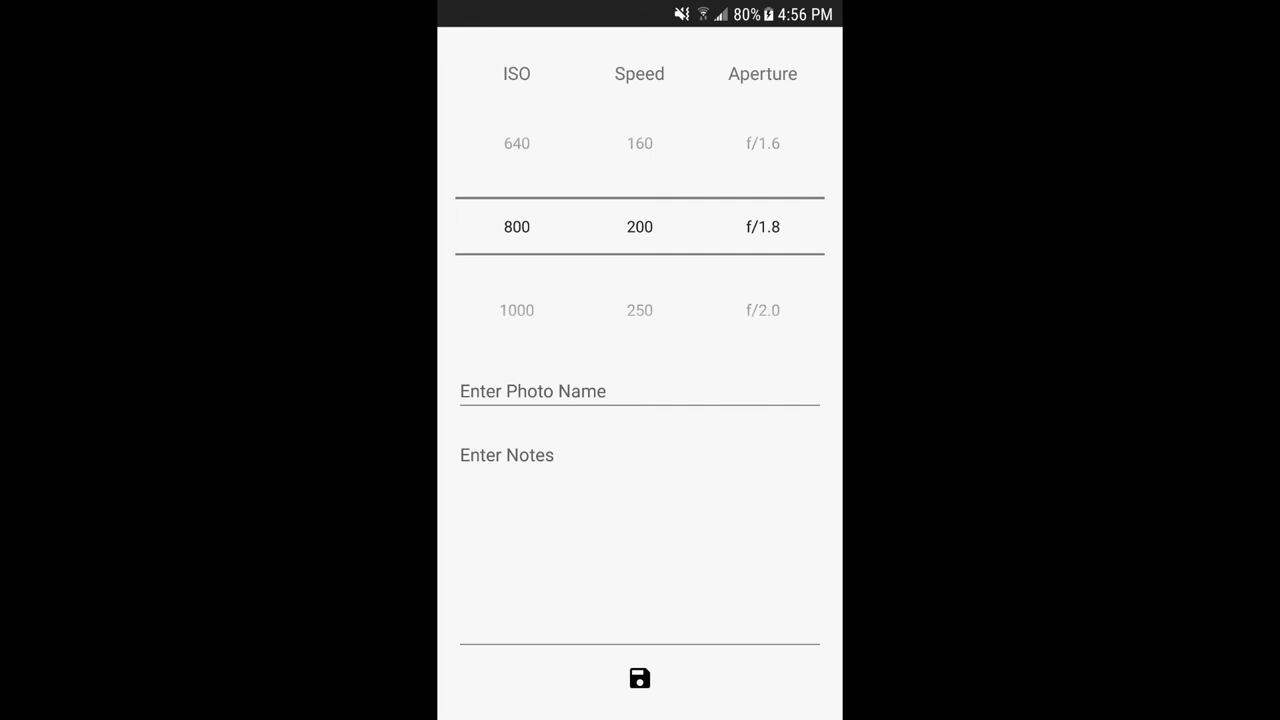 80% 4:56 PM
ISO Speed Aperture
640 160 f/1.6
800 200 f/1.8
1000 250 f/2.0
Enter Photo Name
Enter Notes